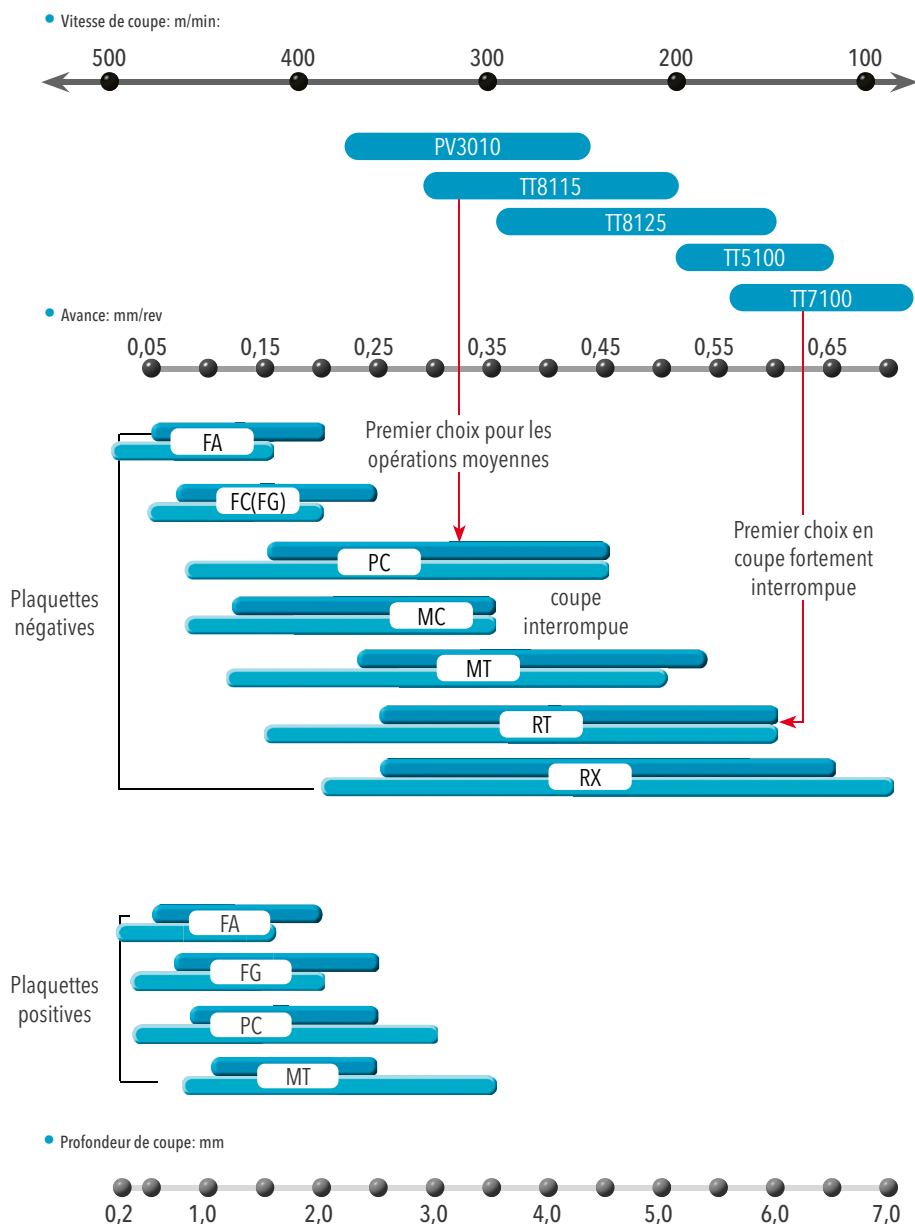 • Vitesse de coupe: m/min:
500 400 300 200 100
PV3010
TT8115
TT8125
TT5100
TT7100
• Avance: mm/rev
0,05 0,15 0,25 0,35 0,45 0,55 0,65
Premier choix pour les
opérations moyennes
Premier choix en
coupe fortement
interrompue
Plaquettes
négatives
FA
FC(FG)
PC
MC
coupe
interrompue
MT
RT
RX
Plaquettes
positives
FA
FG
PC
MT
• Profondeur de coupe: mm
0,2 1,0 2,0 3,0 4,0 5,0 6,0 7,0